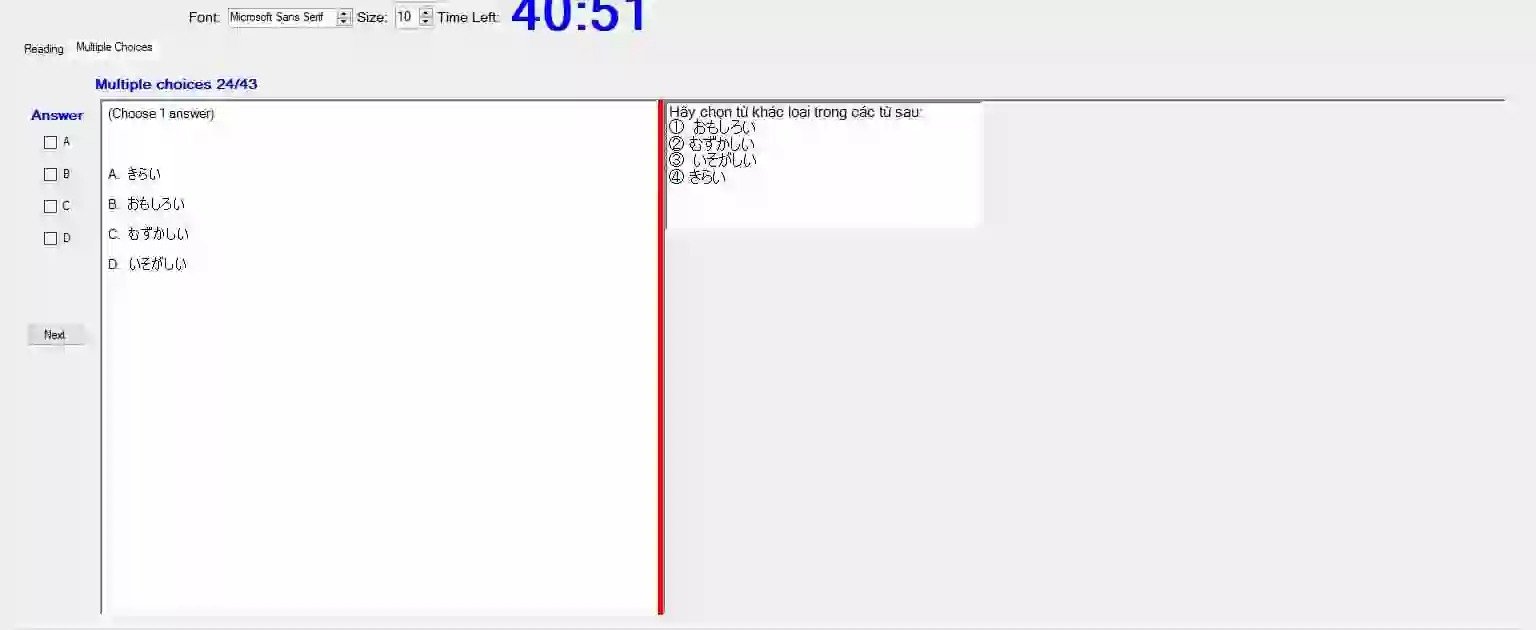 Font: Microsoft Sans Serif Size: 10 Time Left: 40:51
Reading Multiple Choices
Multiple choices 24/43
Answer
A
B
C
D
Next
(Choose 1 answer)
A. きらい
B. おもしろい
C. むずかしい
D. いそがしい
Hãy chọn từ khác loại trong các từ sau:
① おもしろい
② むずかしい
③ いそがしい
④ きらい